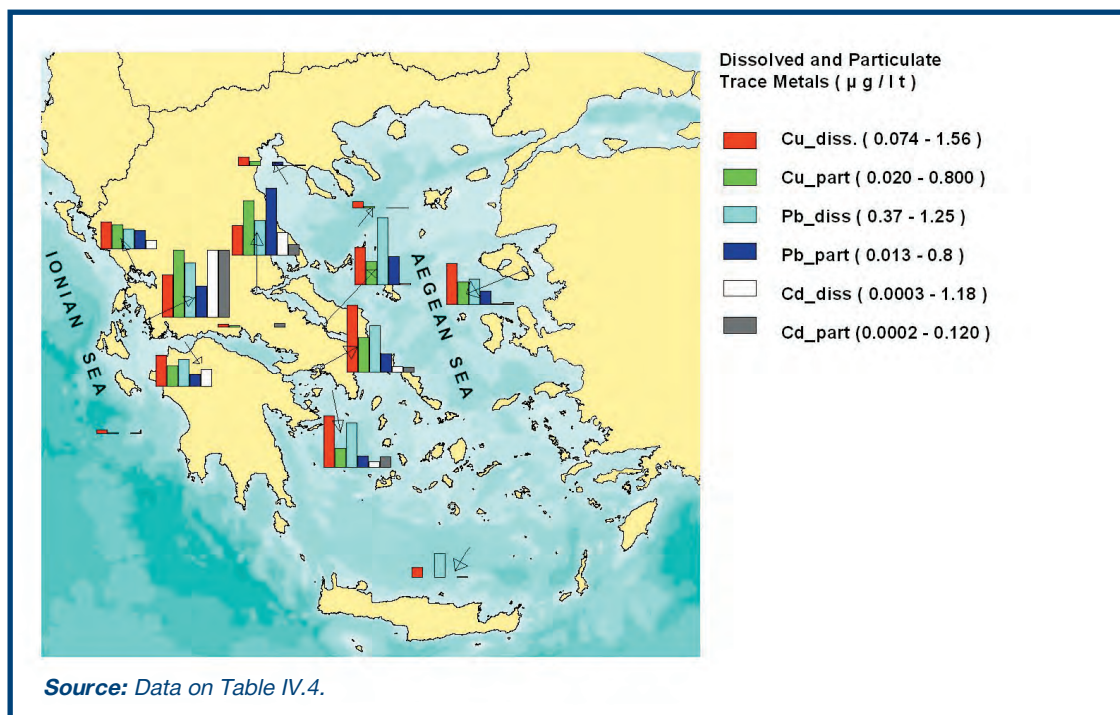 Dissolved and Particulate
Trace Metals ( µ g / l t )
Cu_diss. ( 0.074 - 1.56 )
Cu_part ( 0.020 - 0.800 )
Pb_diss ( 0.37 - 1.25 )
Pb_part ( 0.013 - 0.8 )
Cd_diss ( 0.0003 - 1.18 )
Cd_part (0.0002 - 0.120 )
IONIAN SEA
AEGEAN SEA
Source: Data on Table IV.4.